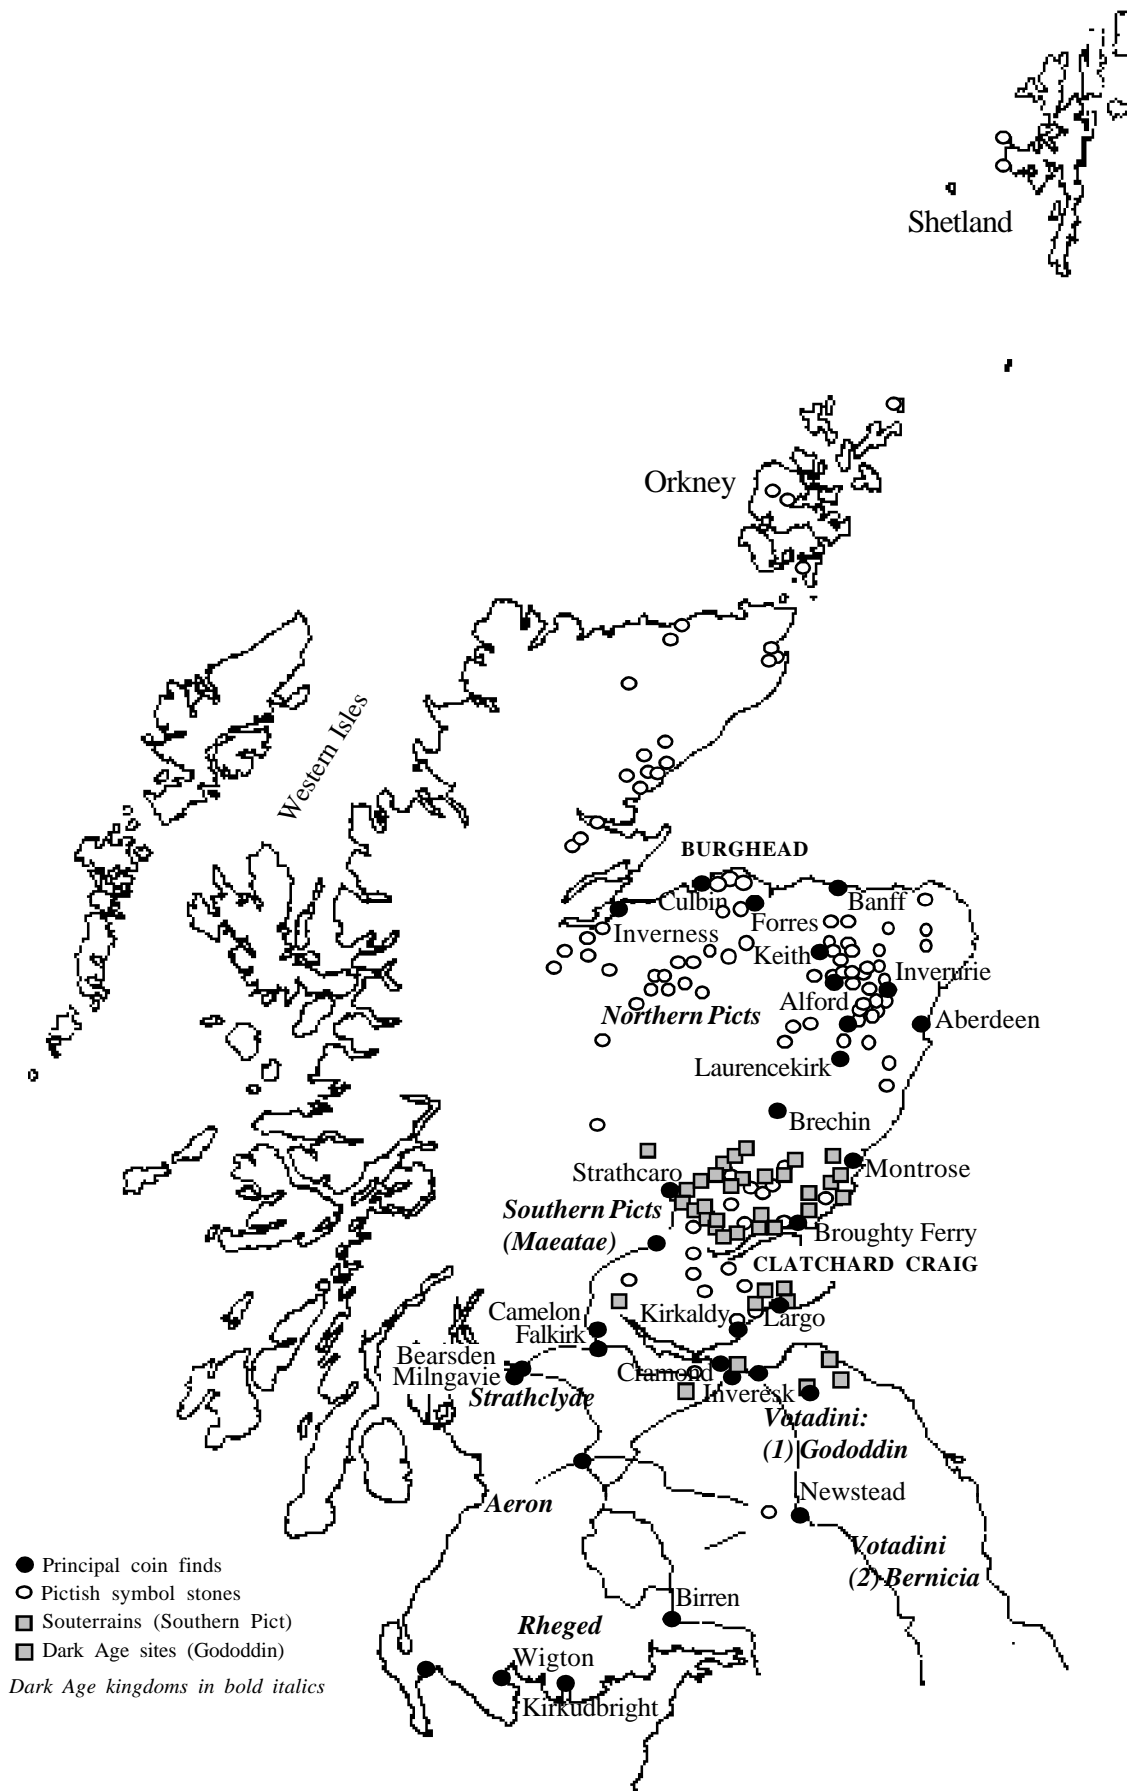 Shetland
Orkney
Western Isles
BURGHEAD
Culbin
Banff
Forres
Inverness
Keith
Inverurie
Alford
Northern Picts
Aberdeen
Laurencekirk
Brechin
Strathcaro
Montrose
Southern Picts
(Maeatae)
Broughty Ferry
CLATCHARD CRAIG
Camelon
Kirkaldy
Largo
Falkirk
Bearsden
Milngavie
Cramond
Strathclyde
Inveresk
Votadini:
(1) Gododdin
Aeron
Newstead
Votadini
(2) Bernicia
Principal coin finds
Pictish symbol stones
Birren
Souterrains (Southern Pict)
Rheged
Dark Age sites (Gododdin)
Wigton
Dark Age kingdoms in bold italics
Kirkudbright